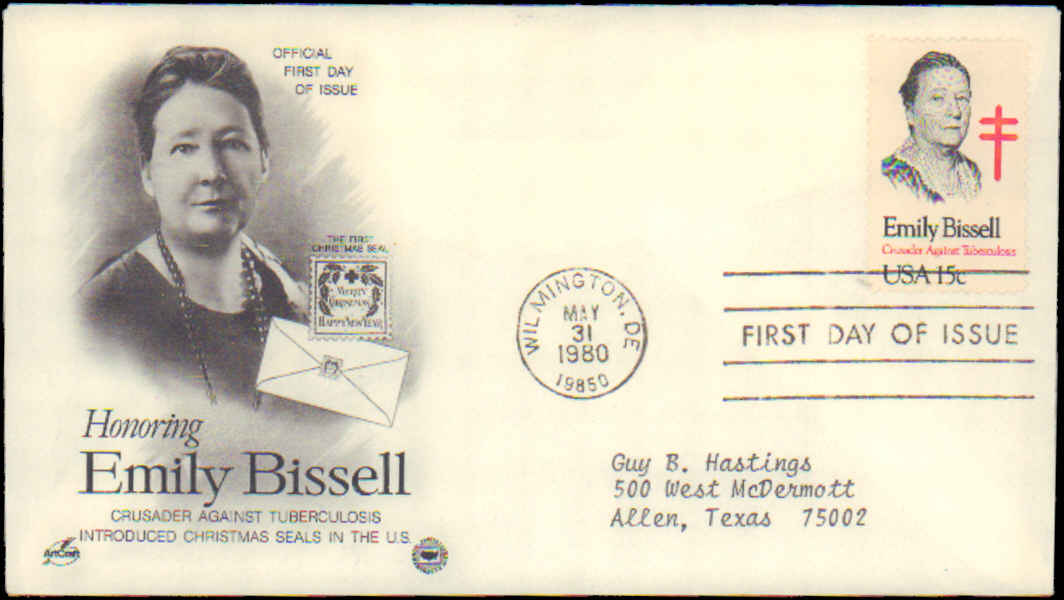 OFFICIAL
FIRST DAY
OF ISSUE
THE FIRST
CHRISTMAS SEAL
MERRY
CHRISTMAS
HAPPY NEW YEAR
Honoring
Emily Bissell
CRUSADER AGAINST TUBERCULOSIS
INTRODUCED CHRISTMAS SEALS IN THE U.S.
ArtCraft
Emily Bissell
Crusader Against Tuberculosis
USA 15c
WILMINGTON, DE
MAY
31
1980
19850
FIRST DAY OF ISSUE
Guy B. Hastings
500 West McDermott
Allen, Texas 75002